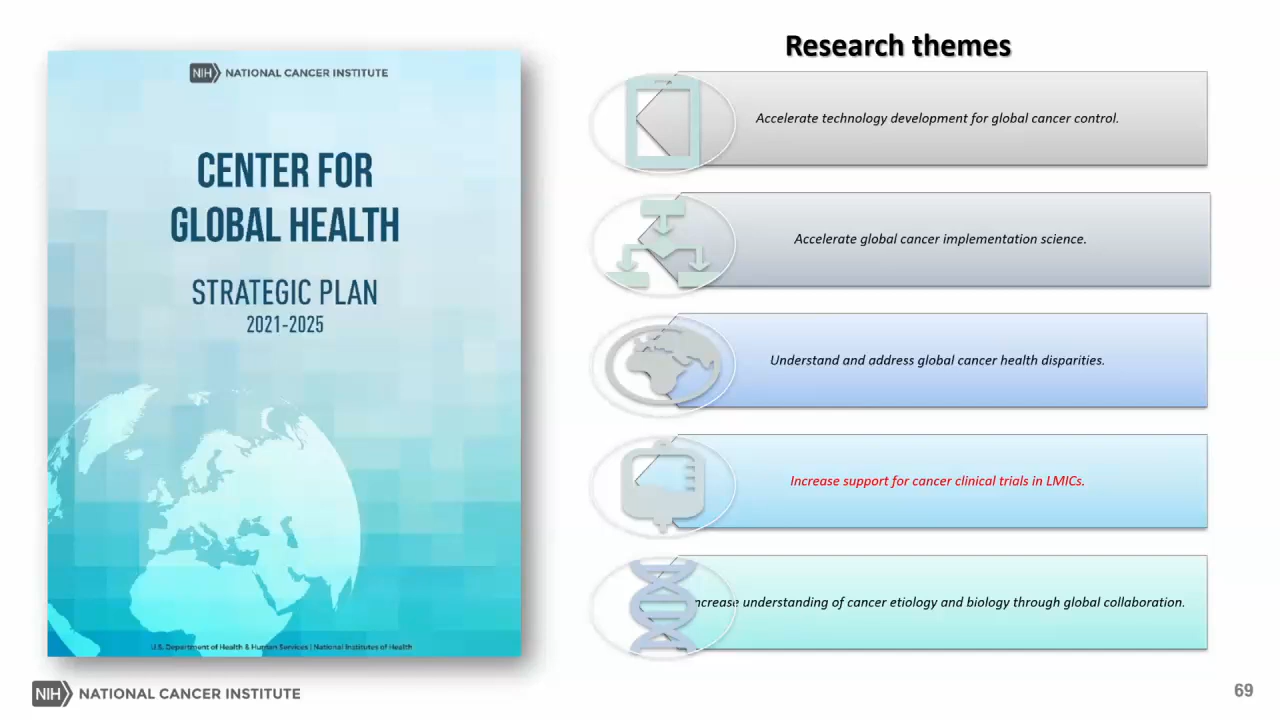 NIH NATIONAL CANCER INSTITUTE
CENTER FOR
GLOBAL HEALTH
STRATEGIC PLAN
2021-2025
U.S. Department of Health & Human Services | National Institutes of Health
NIH NATIONAL CANCER INSTITUTE
Research themes
Accelerate technology development for global cancer control.
Accelerate global cancer implementation science.
Understand and address global cancer health disparities.
Increase support for cancer clinical trials in LMICs.
Increase understanding of cancer etiology and biology through global collaboration.
69